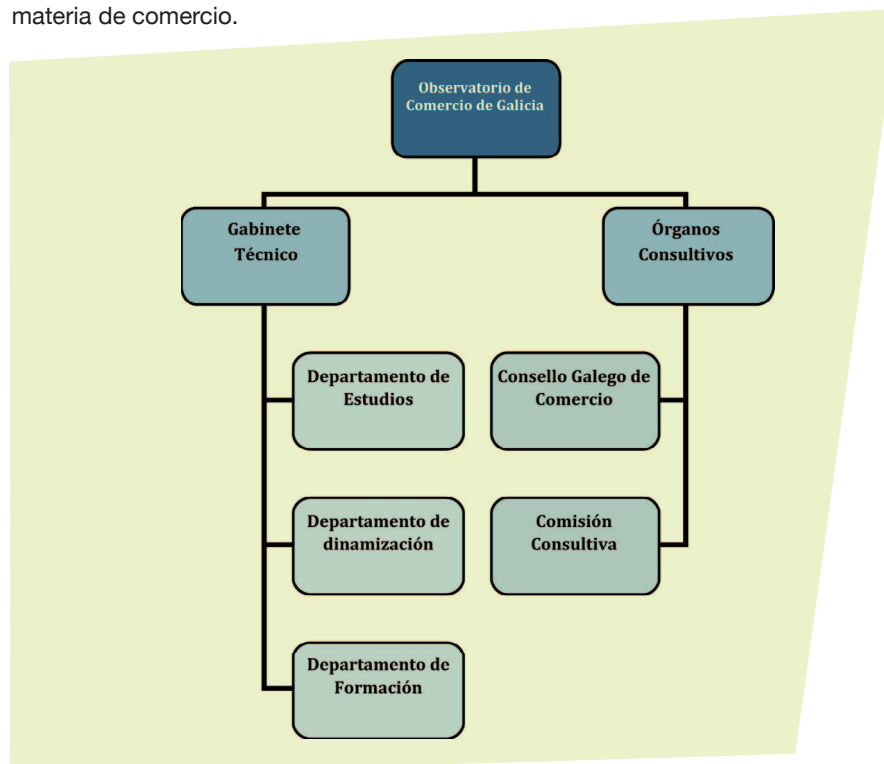 materia de comercio.
Observatorio de
Comercio de Galicia
Gabinete
Técnico
Órganos
Consultivos
Departamento de
Estudios
Consello Galego de
Comercio
Departamento de
dinamización
Comisión
Consultiva
Departamento de
Formación